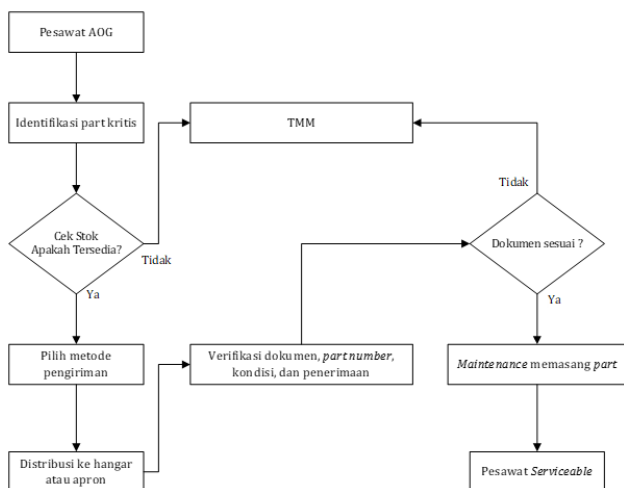 Pesawat AOG
Identifikasi part kritis
TMM
Tidak
Cek Stok
Apakah Tersedia?
Tidak
Dokumen sesuai ?
Ya
Ya
Pilih metode
pengiriman
Verifikasi dokumen, part number,
kondisi, dan penerimaan
Maintenance memasang part
Distribusi ke hangar
atau apron
Pesawat Serviceable